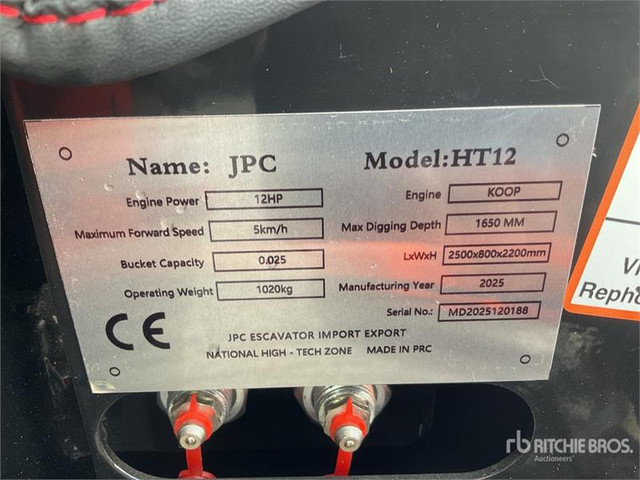 Name: JPC Model:HT12
Engine Power 12HP Engine KOOP
Maximum Forward Speed 5km/h Max Digging Depth 1650 MM
Bucket Capacity 0.025 LxWxH 2500x800x2200mm
Operating Weight 1020kg Manufacturing Year 2025
Serial No.: MD2025120188
CE
JPC ESCAVATOR IMPORT EXPORT
NATIONAL HIGH - TECH ZONE MADE IN PRC
rb RITCHIE BROS.
Auctioneers